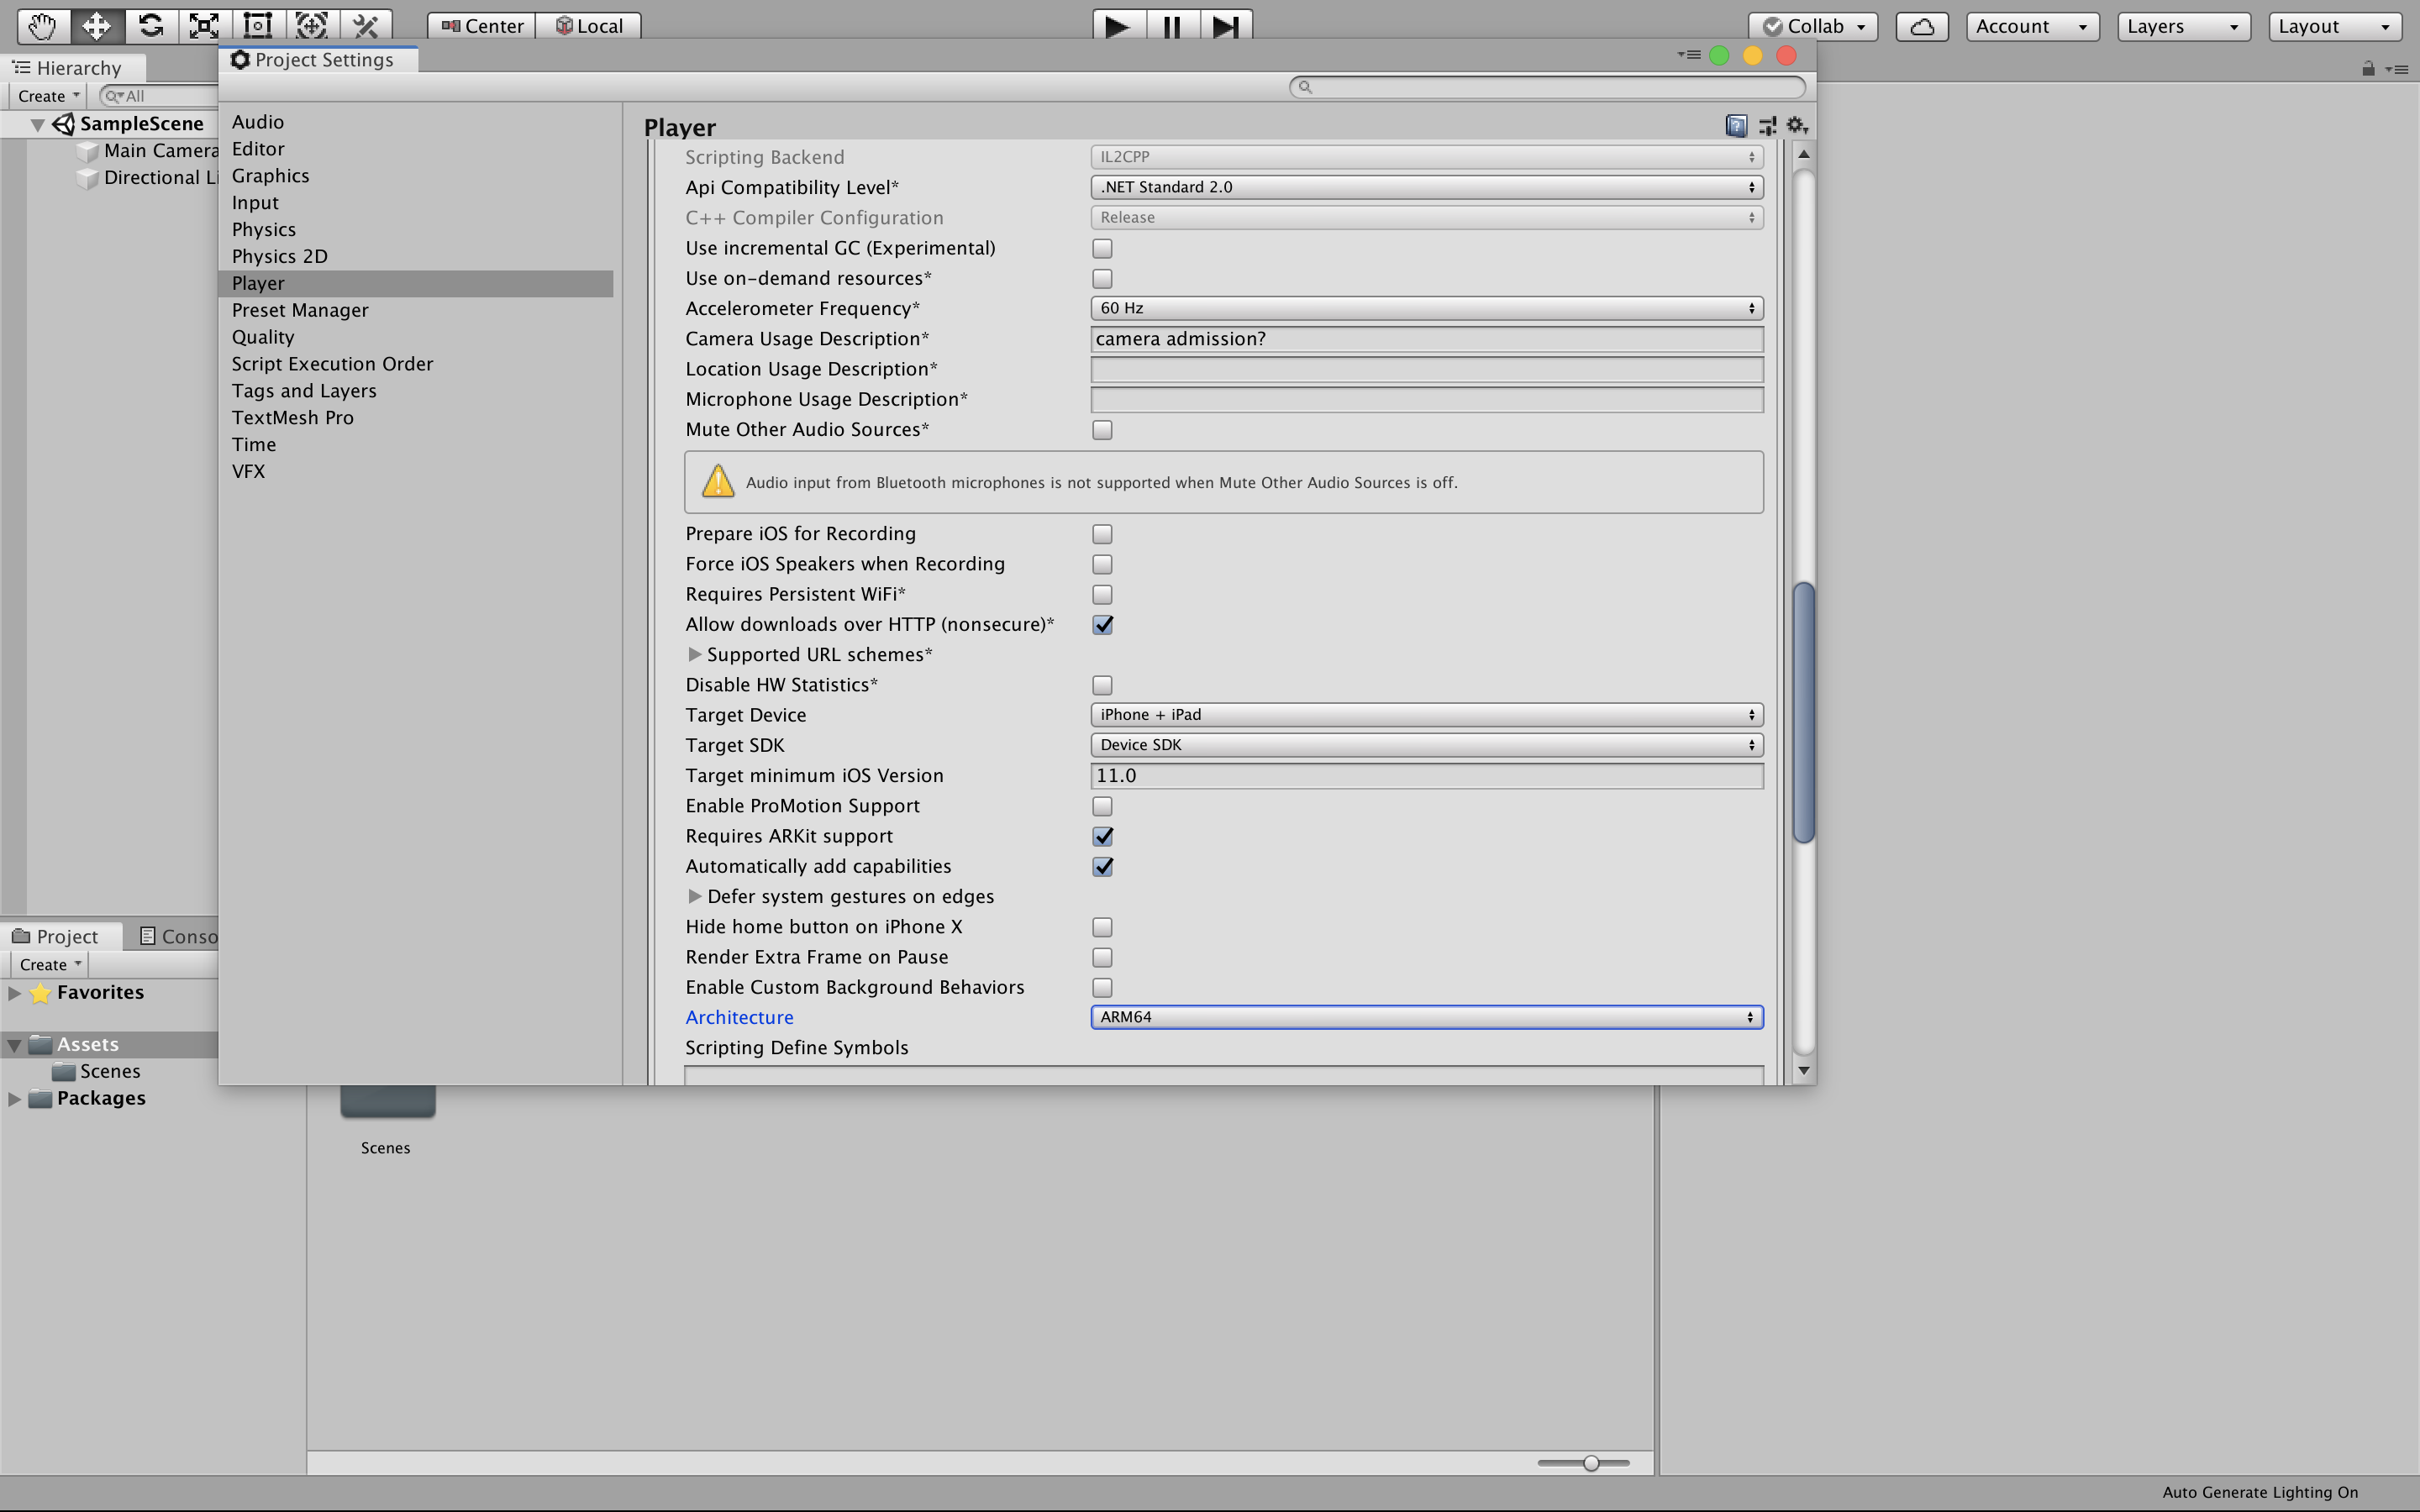 Center Local Collab Account Layers Layout
Hierarchy
Project Settings
Create All
SampleScene
Main Camera
Directional Li
Audio
Editor
Graphics
Input
Physics
Physics 2D
Player
Preset Manager
Quality
Script Execution Order
Tags and Layers
TextMesh Pro
Time
VFX
Player
Scripting Backend IL2CPP
Api Compatibility Level* .NET Standard 2.0
C++ Compiler Configuration Release
Use incremental GC (Experimental)
Use on-demand resources*
Accelerometer Frequency* 60 Hz
Camera Usage Description* camera admission?
Location Usage Description*
Microphone Usage Description*
Mute Other Audio Sources*
Audio input from Bluetooth microphones is not supported when Mute Other Audio Sources is off.
Prepare iOS for Recording
Force iOS Speakers when Recording
Requires Persistent WiFi*
Allow downloads over HTTP (nonsecure)*
Supported URL schemes*
Disable HW Statistics*
Target Device iPhone + iPad
Target SDK Device SDK
Target minimum iOS Version 11.0
Enable ProMotion Support
Requires ARKit support
Automatically add capabilities
Defer system gestures on edges
Hide home button on iPhone X
Render Extra Frame on Pause
Enable Custom Background Behaviors
Architecture ARM64
Scripting Define Symbols
Project Conso
Create
Favorites
Assets
Scenes
Packages
Scenes
Auto Generate Lighting On